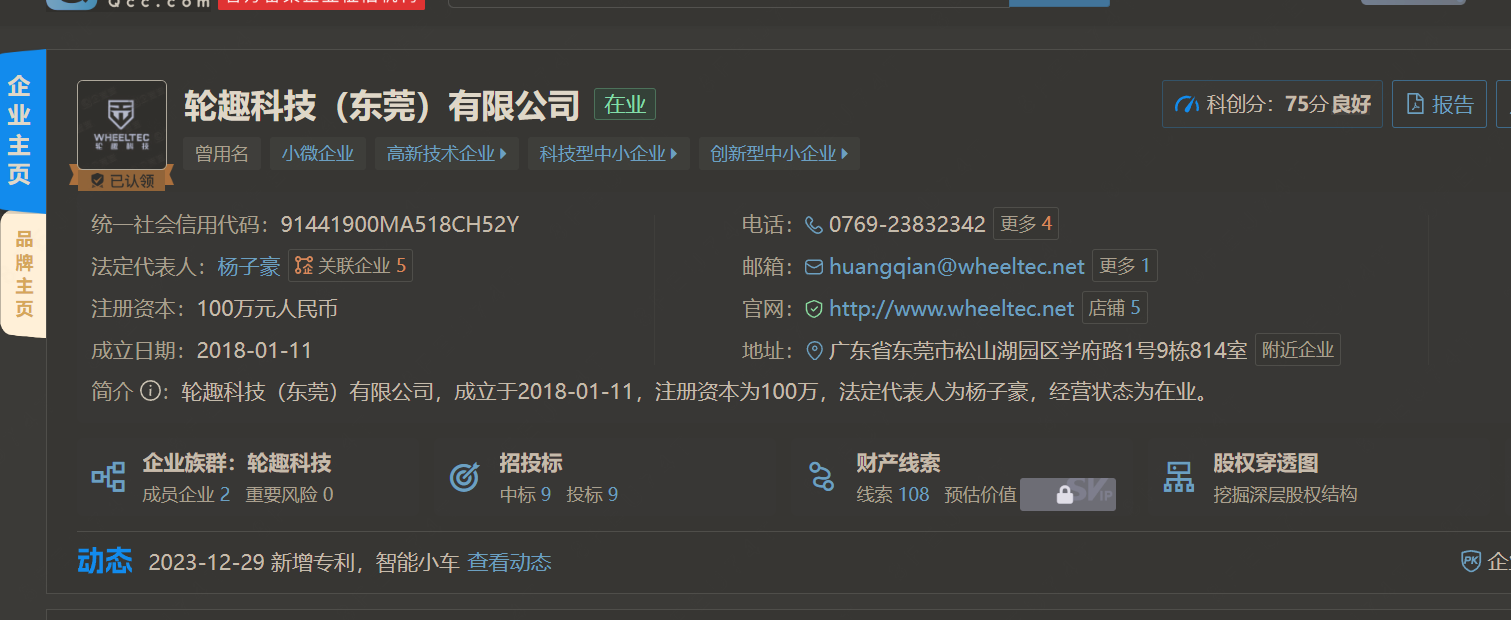 Qcc.com
企业主页
品牌主页
WHEELTEC
轮趣科技
已认领
轮趣科技（东莞）有限公司 在业
科创分：75分良好 报告
曾用名 小微企业 高新技术企业 科技型中小企业 创新型中小企业
统一社会信用代码：91441900MA518CH52Y
电话：0769-23832342 更多 4
法定代表人：杨子豪 关联企业 5
邮箱：huangqian@wheeltec.net 更多 1
注册资本：100万元人民币
官网：http://www.wheeltec.net 店铺 5
成立日期：2018-01-11
地址：广东省东莞市松山湖园区学府路1号9栋814室 附近企业
简介：轮趣科技（东莞）有限公司，成立于2018-01-11，注册资本为100万，法定代表人为杨子豪，经营状态为在业。
企业族群：轮趣科技
成员企业 2 重要风险 0
招投标
中标 9 投标 9
财产线索
线索 108 预估价值 SVIP
股权穿透图
挖掘深层股权结构
动态 2023-12-29 新增专利，智能小车 查看动态
PK 企